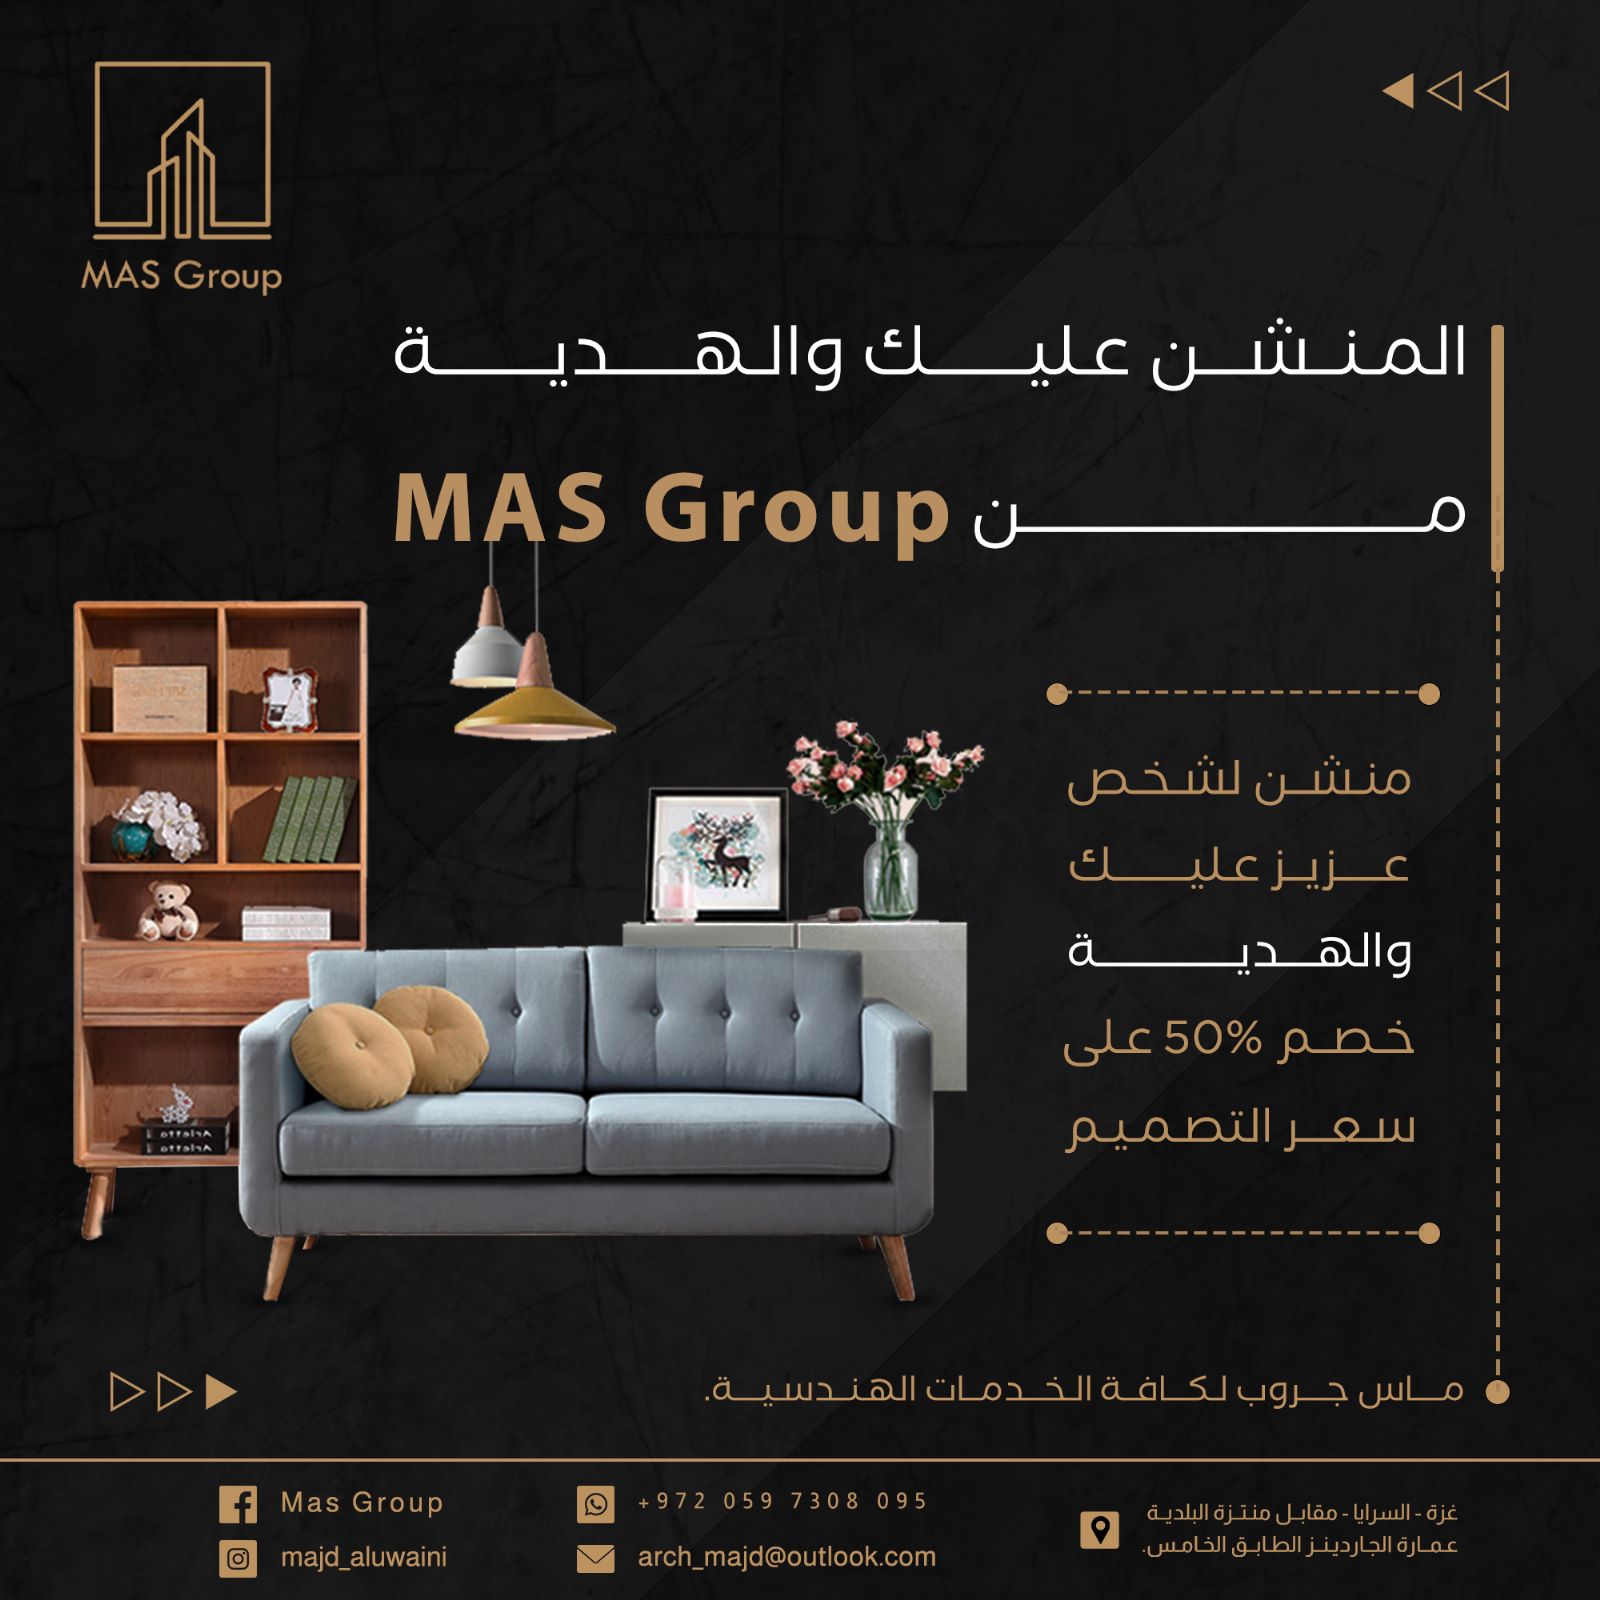 MAS Group
المنشن عليك والهدية
من MAS Group
منشن لشخص
عزيز عليك
والهدية
خصم 50% على
سعر التصميم
ماس جروب لكافة الخدمات الهندسية.
Mas Group
majd_aluwaini
+972 059 7308 095
arch_majd@outlook.com
غزة - السرايا - مقابل منتزة البلدية
عمارة الجاردينز الطابق الخامس.